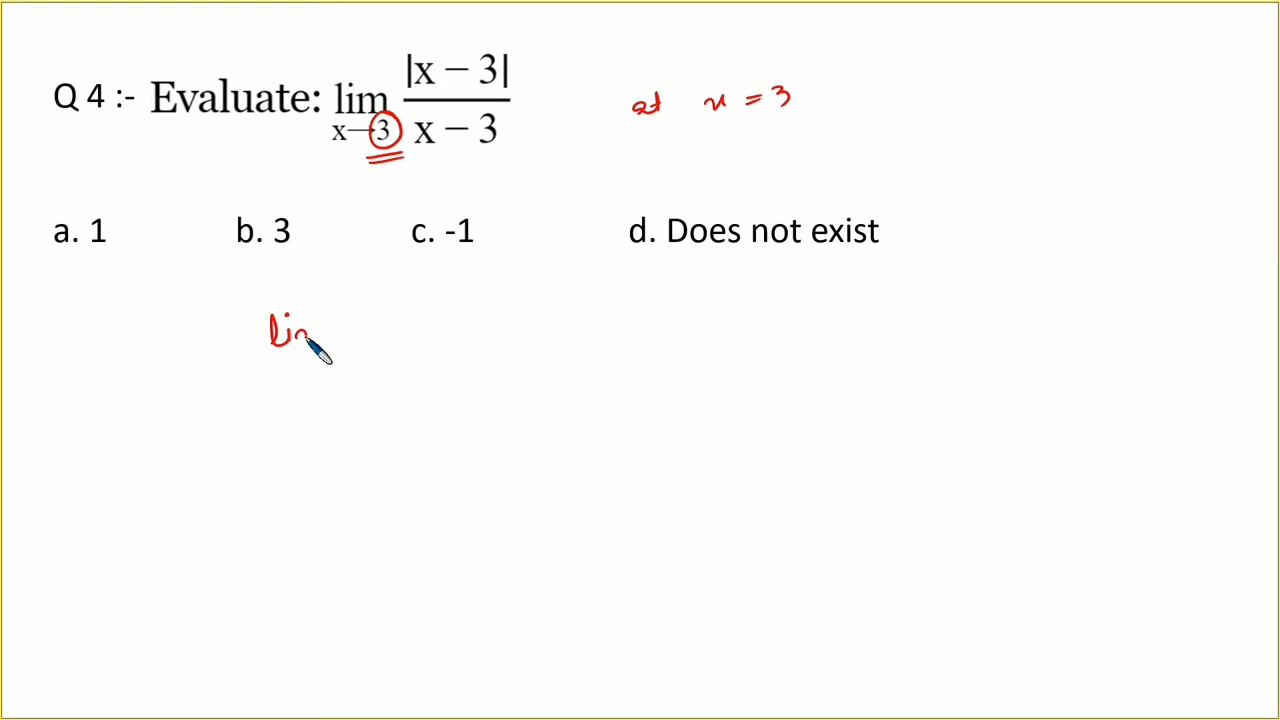 Q 4 :- Evaluate: lim x→3 |x − 3| / x − 3 at x = 3
a. 1 b. 3 c. -1 d. Does not exist
lim